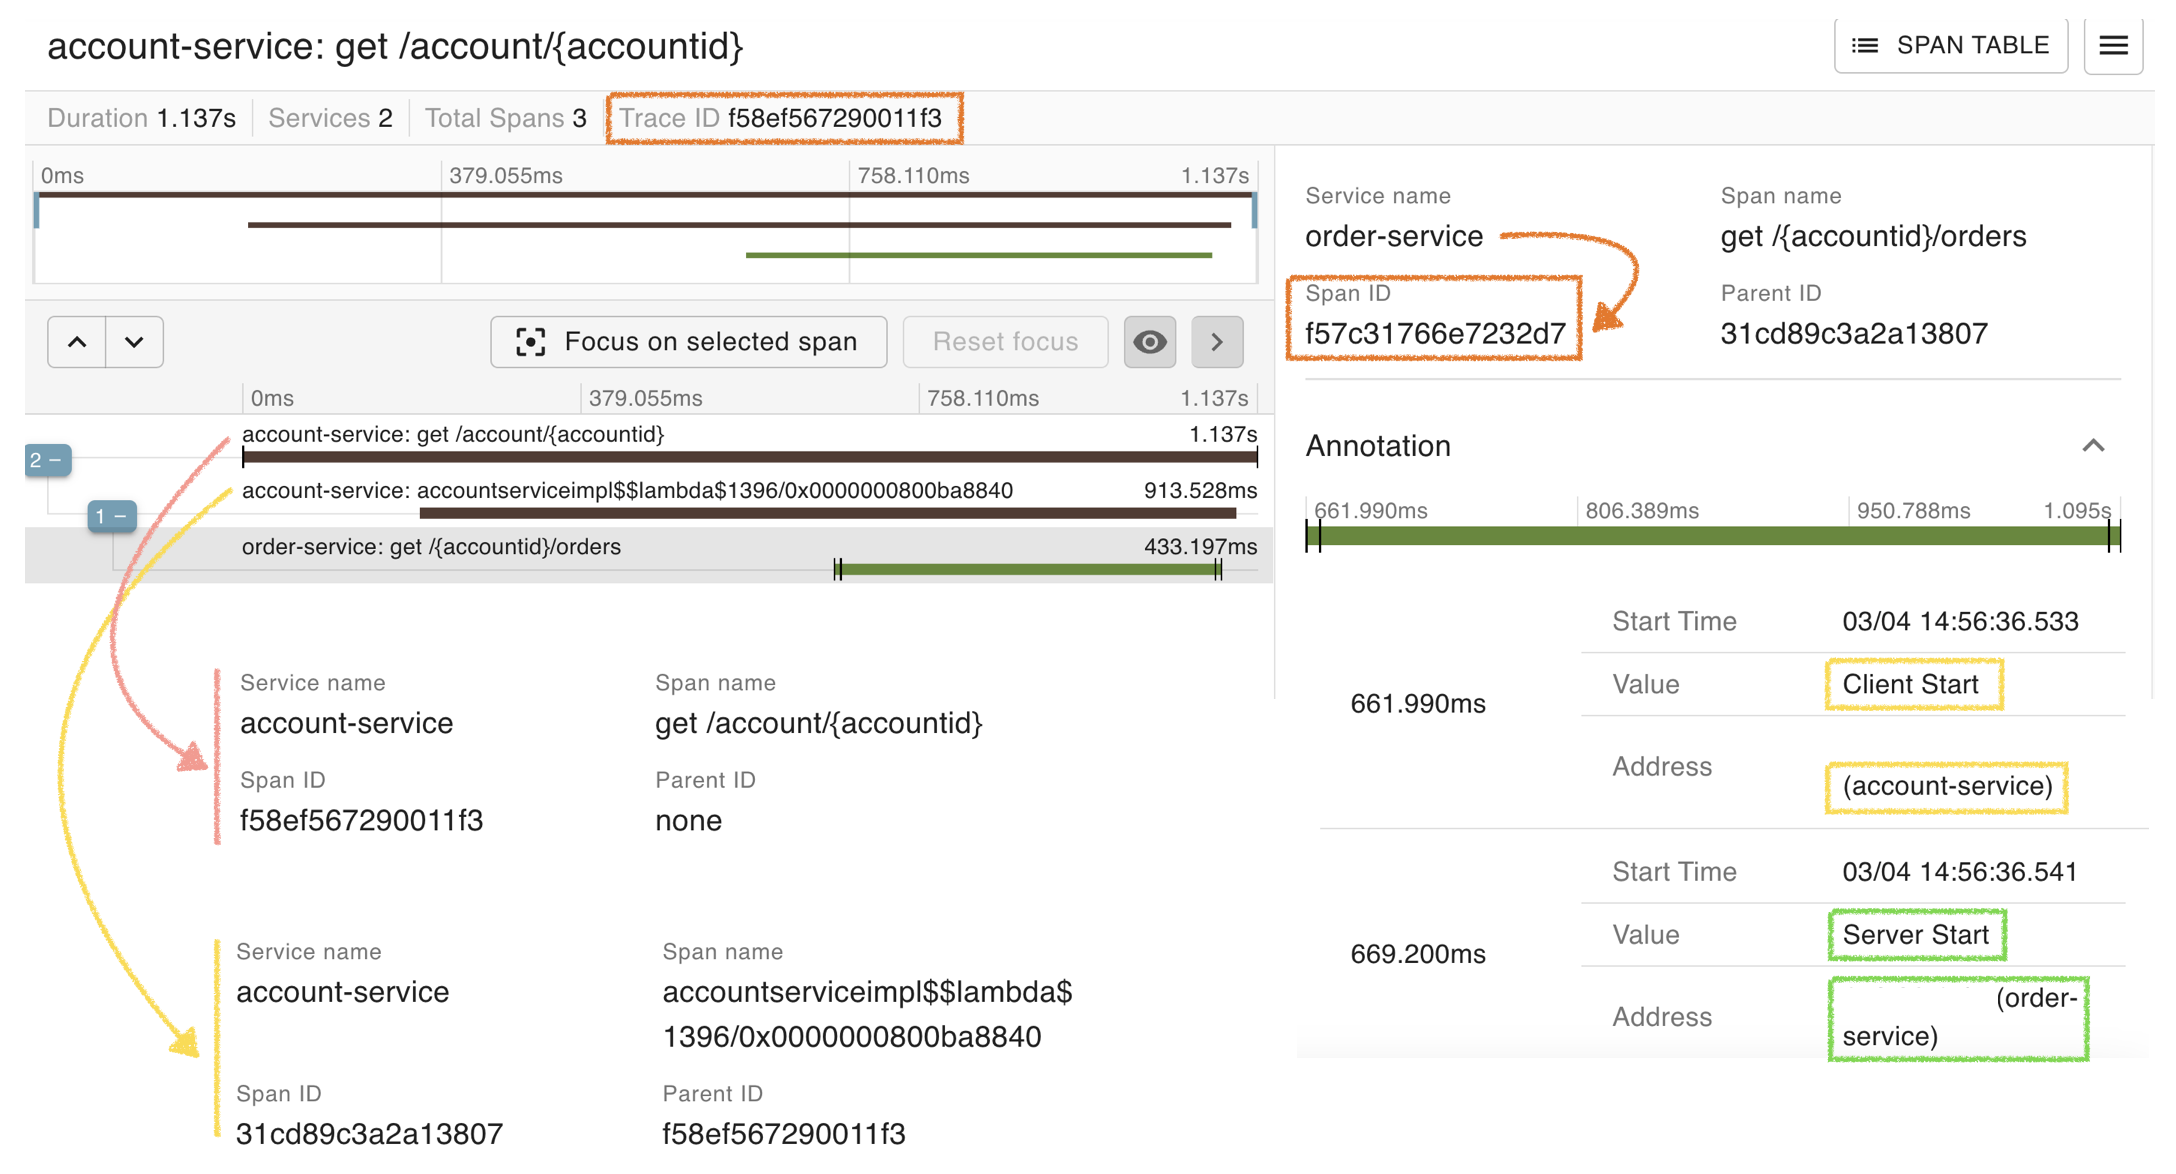 account-service: get /account/{accountid}
SPAN TABLE
Duration 1.137s
Services 2
Total Spans 3
Trace ID f58ef567290011f3
0ms 379.055ms 758.110ms 1.137s
Focus on selected span
Reset focus
0ms 379.055ms 758.110ms 1.137s
2 −
account-service: get /account/{accountid} 1.137s
account-service: accountserviceimpl$$lambda$1396/0x0000000800ba8840 913.528ms
1 −
order-service: get /{accountid}/orders 433.197ms
Service name Span name
account-service get /account/{accountid}
Span ID Parent ID
f58ef567290011f3 none
Service name Span name
account-service accountserviceimpl$$lambda$
1396/0x0000000800ba8840
Span ID Parent ID
31cd89c3a2a13807 f58ef567290011f3
Service name Span name
order-service get /{accountid}/orders
Span ID Parent ID
f57c31766e7232d7 31cd89c3a2a13807
Annotation
661.990ms 806.389ms 950.788ms 1.095s
Start Time 03/04 14:56:36.533
Value Client Start
661.990ms
Address (account-service)
Start Time 03/04 14:56:36.541
Value Server Start
669.200ms
Address (order-
service)